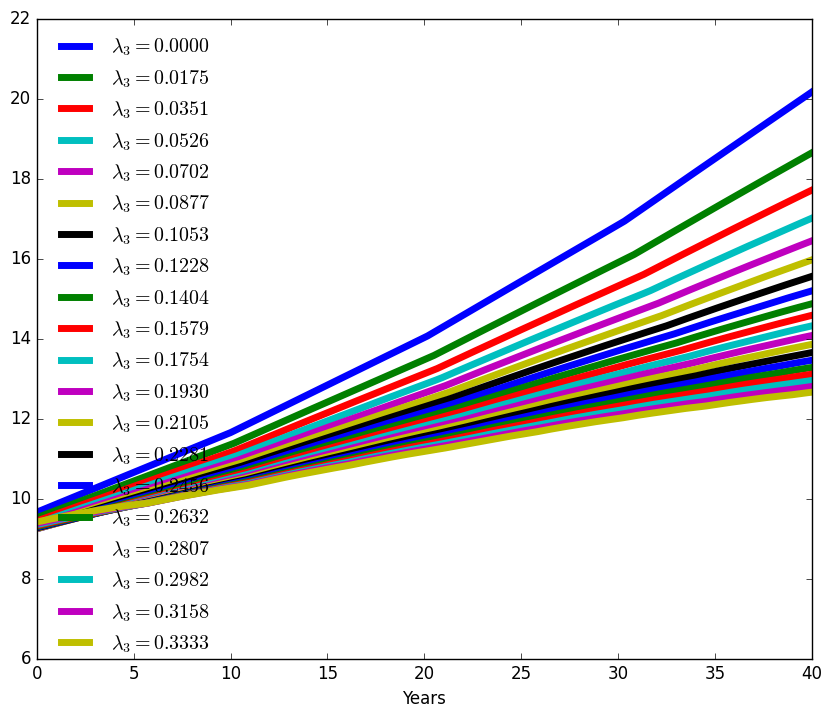 22
20
18
16
14
12
10
8
6
λ₃ = 0.0000
λ₃ = 0.0175
λ₃ = 0.0351
λ₃ = 0.0526
λ₃ = 0.0702
λ₃ = 0.0877
λ₃ = 0.1053
λ₃ = 0.1228
λ₃ = 0.1404
λ₃ = 0.1579
λ₃ = 0.1754
λ₃ = 0.1930
λ₃ = 0.2105
λ₃ = 0.2281
λ₃ = 0.2456
λ₃ = 0.2632
λ₃ = 0.2807
λ₃ = 0.2982
λ₃ = 0.3158
λ₃ = 0.3333
0 5 10 15 20 25 30 35 40
Years